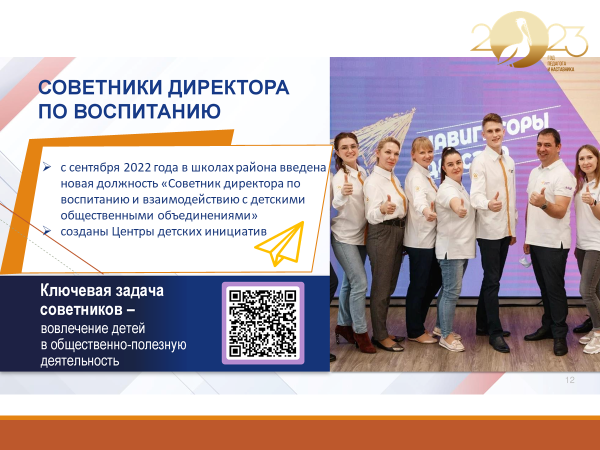 2023
ГОД
ПЕДАГОГА
И НАСТАВНИКА
СОВЕТНИКИ ДИРЕКТОРА
ПО ВОСПИТАНИЮ
с сентября 2022 года в школах района введена
новая должность «Советник директора по
воспитанию и взаимодействию с детскими
общественными объединениями»
созданы Центры детских инициатив
Ключевая задача
советников –
вовлечение детей
в общественно-полезную
деятельность
НАВИГАТОРЫ
12